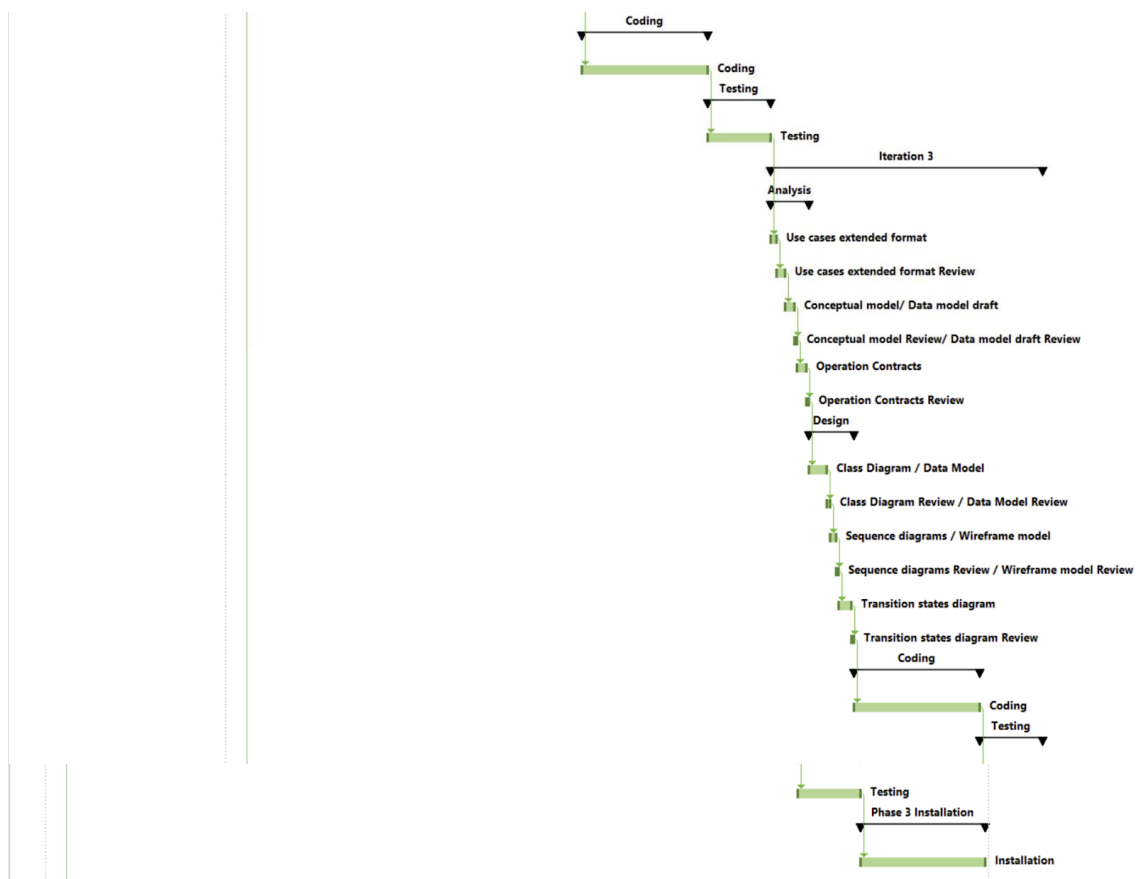 Coding
Coding
Testing
Testing
Iteration 3
Analysis
Use cases extended format
Use cases extended format Review
Conceptual model/ Data model draft
Conceptual model Review/ Data model draft Review
Operation Contracts
Operation Contracts Review
Design
Class Diagram / Data Model
Class Diagram Review / Data Model Review
Sequence diagrams / Wireframe model
Sequence diagrams Review / Wireframe model Review
Transition states diagram
Transition states diagram Review
Coding
Coding
Testing
Testing
Phase 3 Installation
Installation